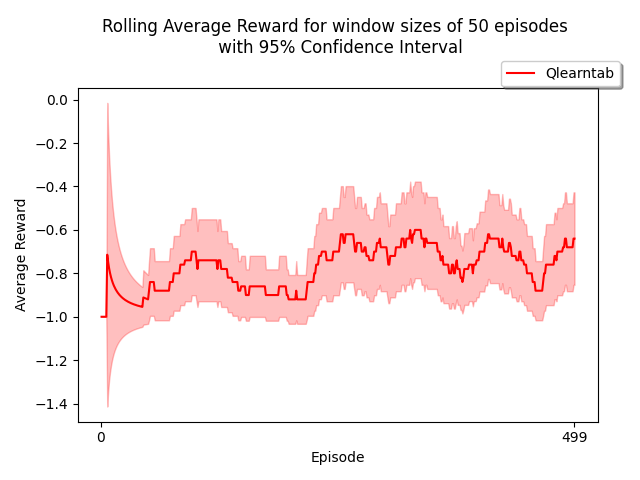 Rolling Average Reward for window sizes of 50 episodes
with 95% Confidence Interval
Qlearntab
0.0
−0.2
−0.4
−0.6
−0.8
−1.0
−1.2
−1.4
Average Reward
0
499
Episode